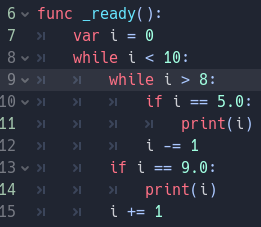 6 func _ready():
7 var i = 0
8 while i < 10:
9 while i > 8:
10 if i == 5.0:
11 print(i)
12 i -= 1
13 if i == 9.0:
14 print(i)
15 i += 1